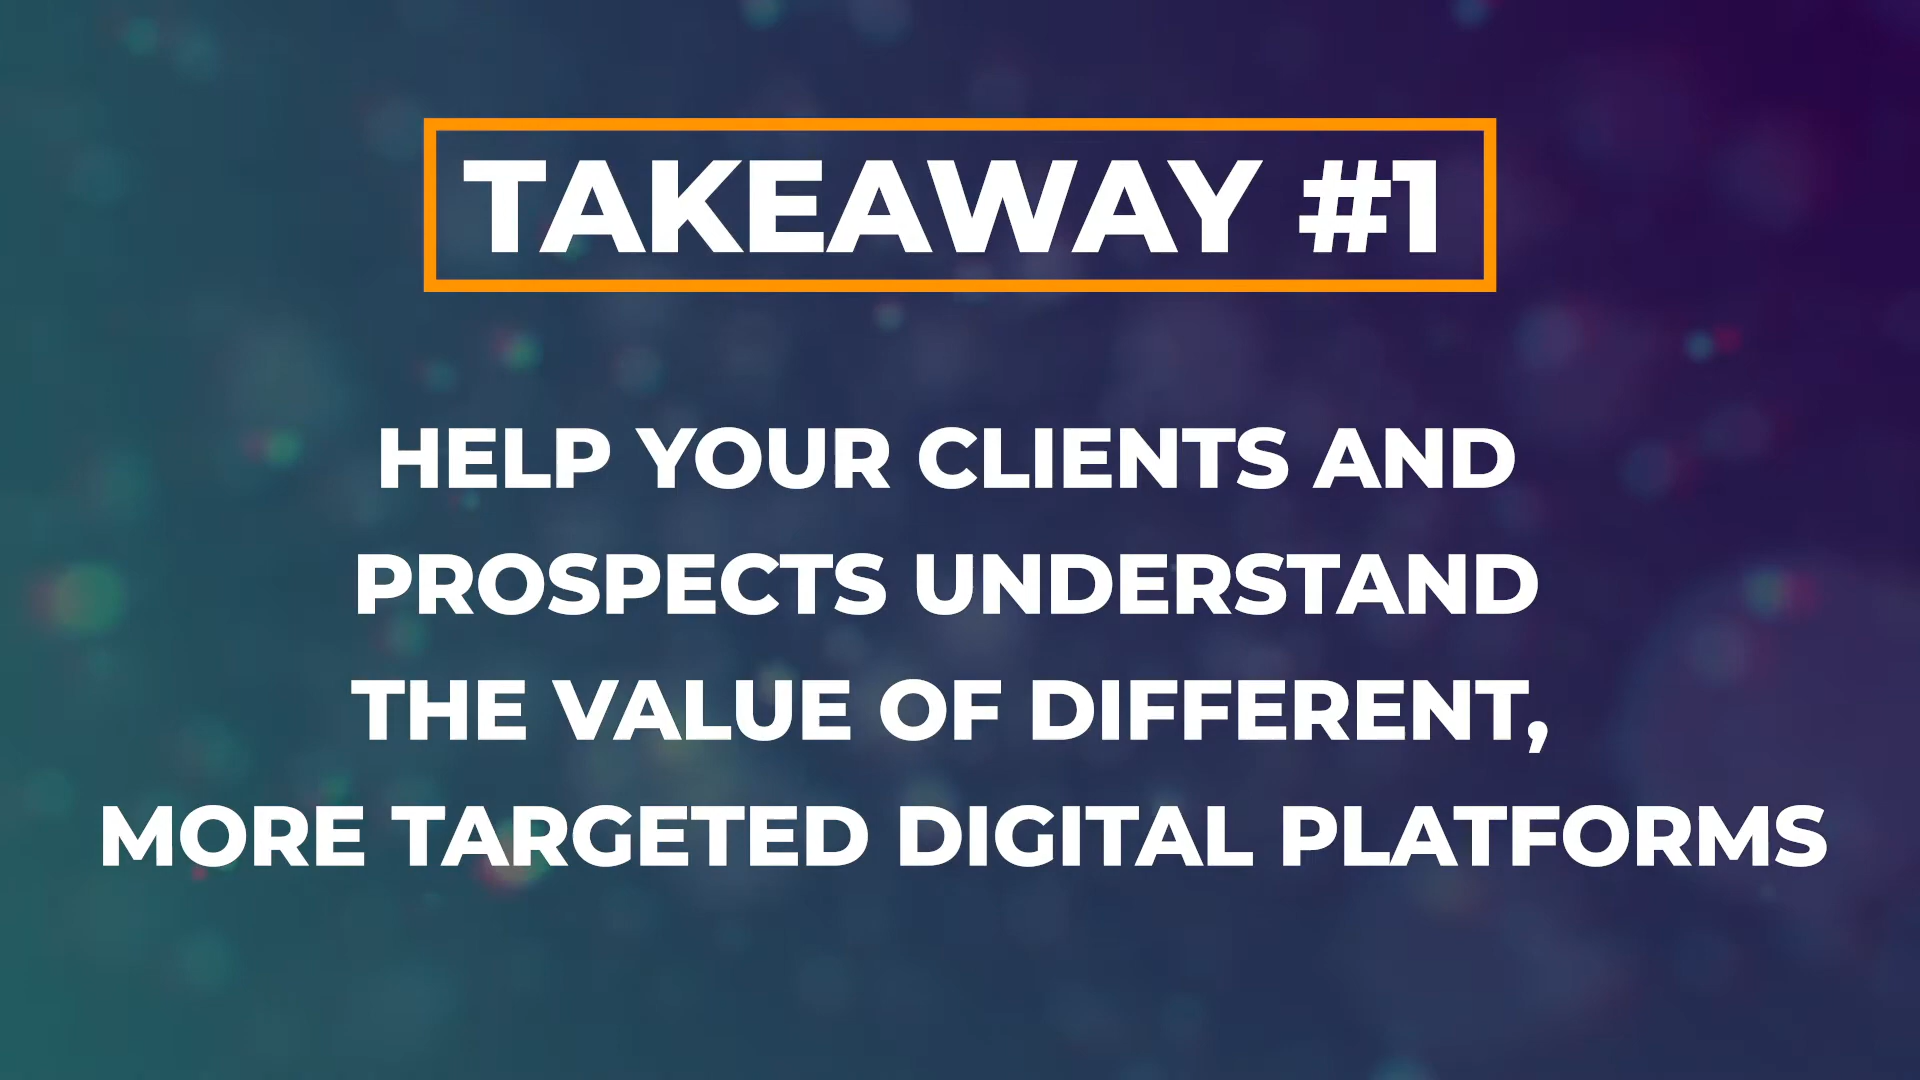 TAKEAWAY #1
HELP YOUR CLIENTS AND
PROSPECTS UNDERSTAND
THE VALUE OF DIFFERENT,
MORE TARGETED DIGITAL PLATFORMS